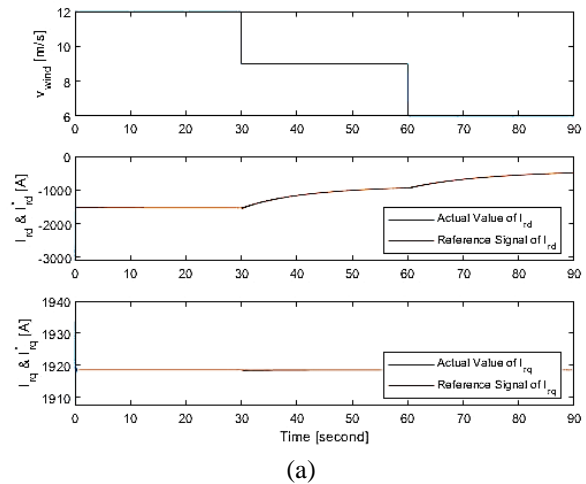 12
10
8
6
v_wind [m/s]
0 10 20 30 40 50 60 70 80 90
0
-1000
-2000
-3000
I_rd & I*_rd [A]
Actual Value of I_rd
Reference Signal of I_rd
0 10 20 30 40 50 60 70 80 90
1940
1930
1920
1910
I_rq & I*_rq [A]
Actual Value of I_rq
Reference Signal of I_rq
0 10 20 30 40 50 60 70 80 90
Time [second]
(a)